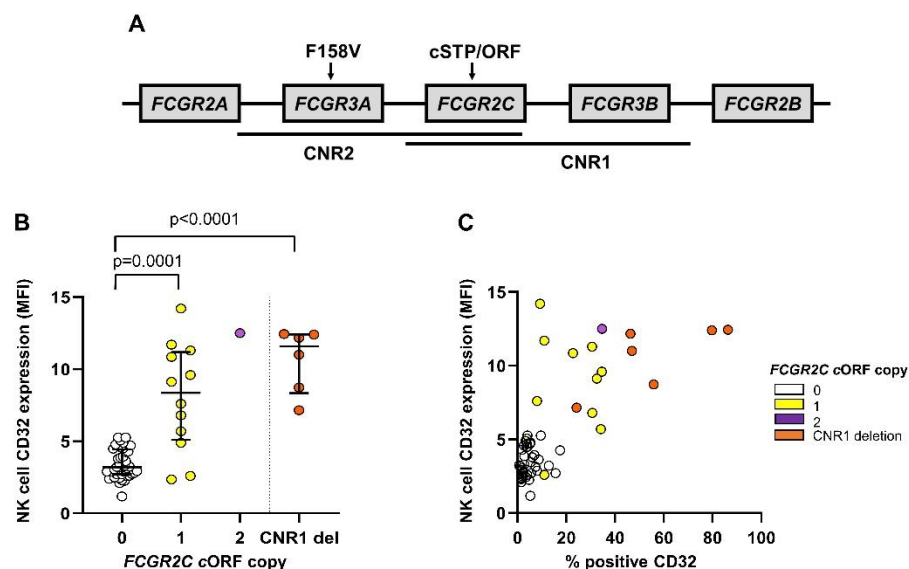 A
F158V cSTP/ORF
FCGR2A FCGR3A FCGR2C FCGR3B FCGR2B
CNR2
CNR1
B
p<0.0001
p=0.0001
NK cell CD32 expression (MFI)
15
10
5
0
0 1 2 CNR1 del
FCGR2C cORF copy
C
NK cell CD32 expression (MFI)
15
10
5
0
0 20 40 60 80 100
% positive CD32
FCGR2C cORF copy
0
1
2
CNR1 deletion